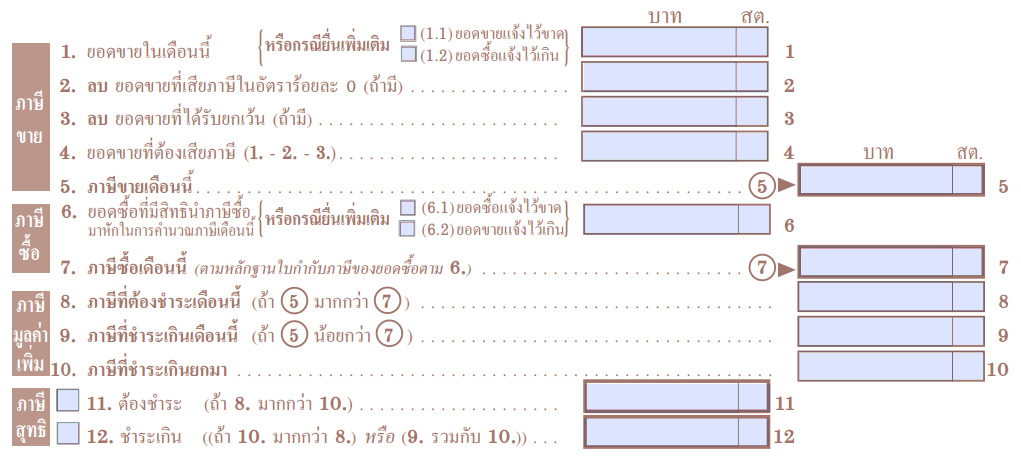 บาท สต.
ภาษีขาย
1. ยอดขายในเดือนนี้ {หรือกรณียื่นเพิ่มเติม (1.1) ยอดขายแจ้งไว้ขาด (1.2) ยอดซื้อแจ้งไว้เกิน} 1
2. ลบ ยอดขายที่เสียภาษีในอัตราร้อยละ 0 (ถ้ามี) . . . . . . . . . . . . . . . . 2
3. ลบ ยอดขายที่ได้รับยกเว้น (ถ้ามี) . . . . . . . . . . . . . . . . . . . . . . . . 3
4. ยอดขายที่ต้องเสียภาษี (1. - 2. - 3.) . . . . . . . . . . . . . . . . . . . . . . 4
บาท สต.
5. ภาษีขายเดือนนี้ . . . . . . . . . . . . . . . . . . . . . . . . . . . . . . 5 ► 5
ภาษีซื้อ
6. ยอดซื้อที่มีสิทธินำภาษีซื้อ มาหักในการคำนวณภาษีเดือนนี้ {หรือกรณียื่นเพิ่มเติม (6.1) ยอดซื้อแจ้งไว้ขาด (6.2) ยอดขายแจ้งไว้เกิน} 6
7. ภาษีซื้อเดือนนี้ (ตามหลักฐานใบกำกับภาษีของยอดซื้อตาม 6.) . . . . . . . . . . . . . . . . . . . . 7 ► 7
ภาษีมูลค่าเพิ่ม
8. ภาษีที่ต้องชำระเดือนนี้ (ถ้า 5 มากกว่า 7) . . . . . . . . . . . . . . . . . . . . . . . . . . 8
9. ภาษีที่ชำระเกินเดือนนี้ (ถ้า 5 น้อยกว่า 7) . . . . . . . . . . . . . . . . . . . . . . . . . . 9
10. ภาษีที่ชำระเกินยกมา . . . . . . . . . . . . . . . . . . . . . . . . . . . . . . . . . . . . 10
ภาษีสุทธิ
11. ต้องชำระ (ถ้า 8. มากกว่า 10.) . . . . . . . . . . . . . . . . . . . . 11
12. ชำระเกิน ((ถ้า 10. มากกว่า 8.) หรือ (9. รวมกับ 10.)) . . . 12